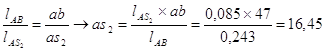 l_AB / l_AS₂ = ab / as₂ → as₂ = (l_AS₂ × ab) / l_AB = (0,085 × 47) / 0,243 = 16,45